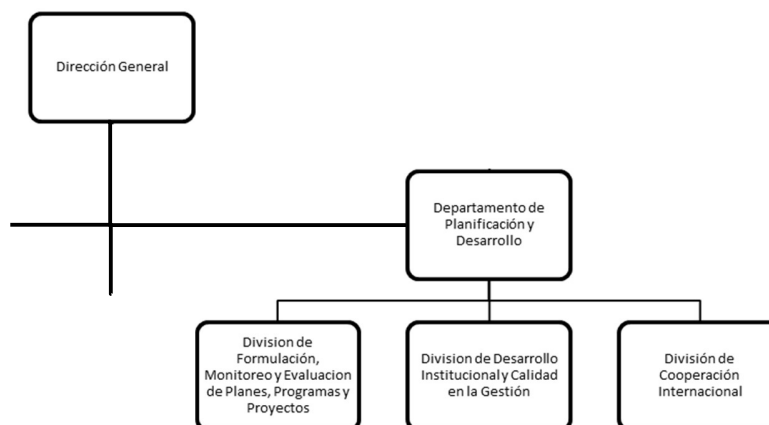 Dirección General
Departamento de
Planificación y
Desarrollo
Division de
Formulación,
Monitoreo y Evaluacion
de Planes, Programas y
Proyectos
Division de Desarrollo
Institucional y Calidad
en la Gestión
División de
Cooperación
Internacional